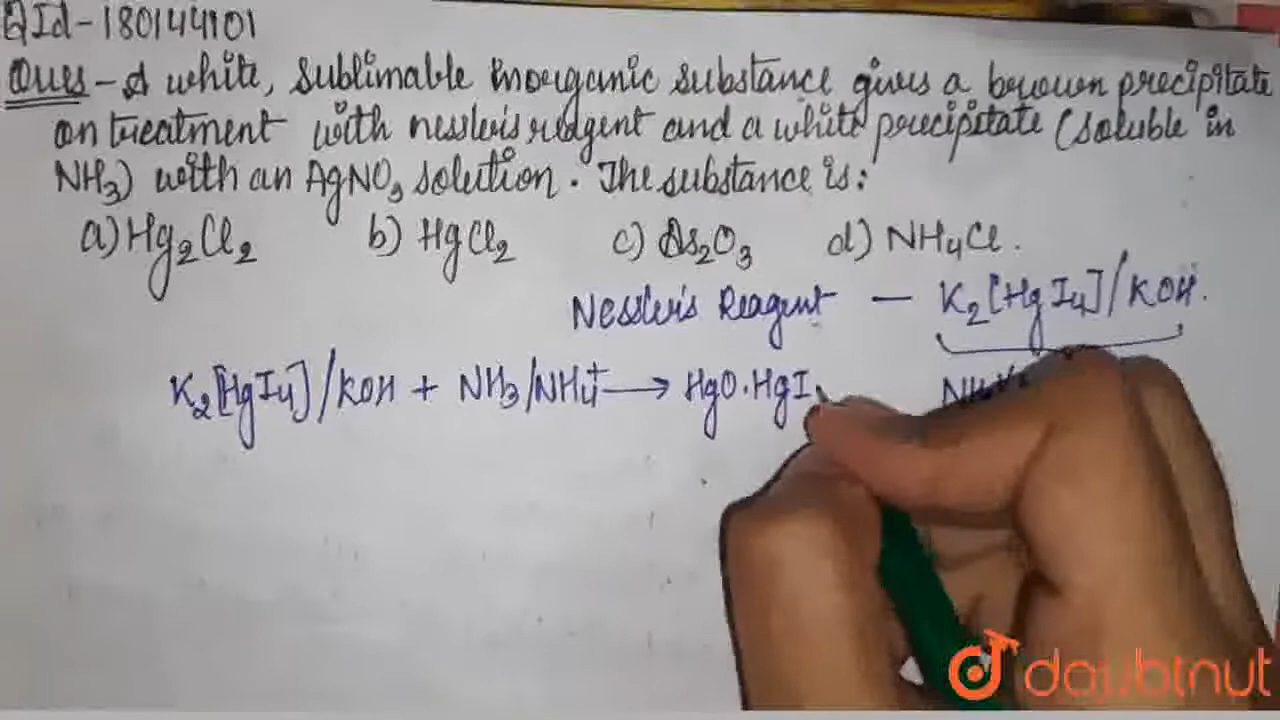 QId-180144101
Ques - A white, sublimable inorganic substance gives a brown precipitate
on treatment with nessler's reagent and a white precipitate (soluble in
NH3) with an AgNO3 solution. The substance is:
a) Hg2Cl2 b) HgCl2 c) As2O3 d) NH4Cl.
Nessler's Reagent — K2[HgI4]/KOH.
K2[HgI4]/KOH + NH3/NH4+ → HgO.HgI
doubtnut